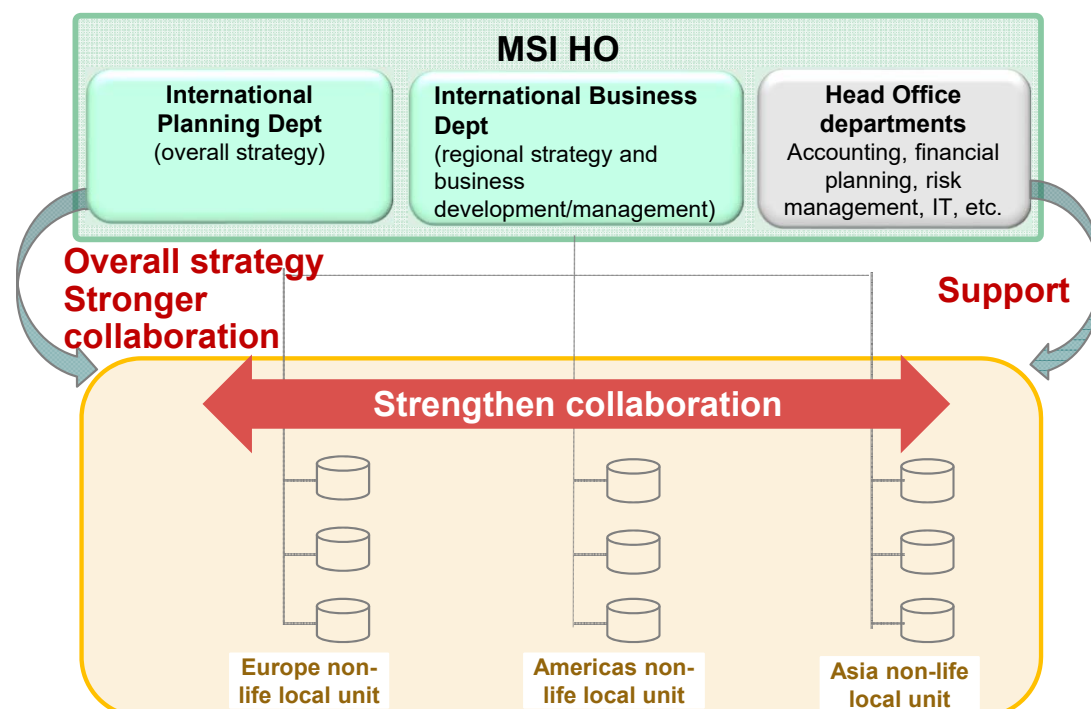 MSI HO
International
Planning Dept
(overall strategy)
International Business
Dept
(regional strategy and
business
development/management)
Head Office
departments
Accounting, financial
planning, risk
management, IT, etc.
Overall strategy
Stronger
collaboration
Support
Strengthen collaboration
Europe non-
life local unit
Americas non-
life local unit
Asia non-life
local unit